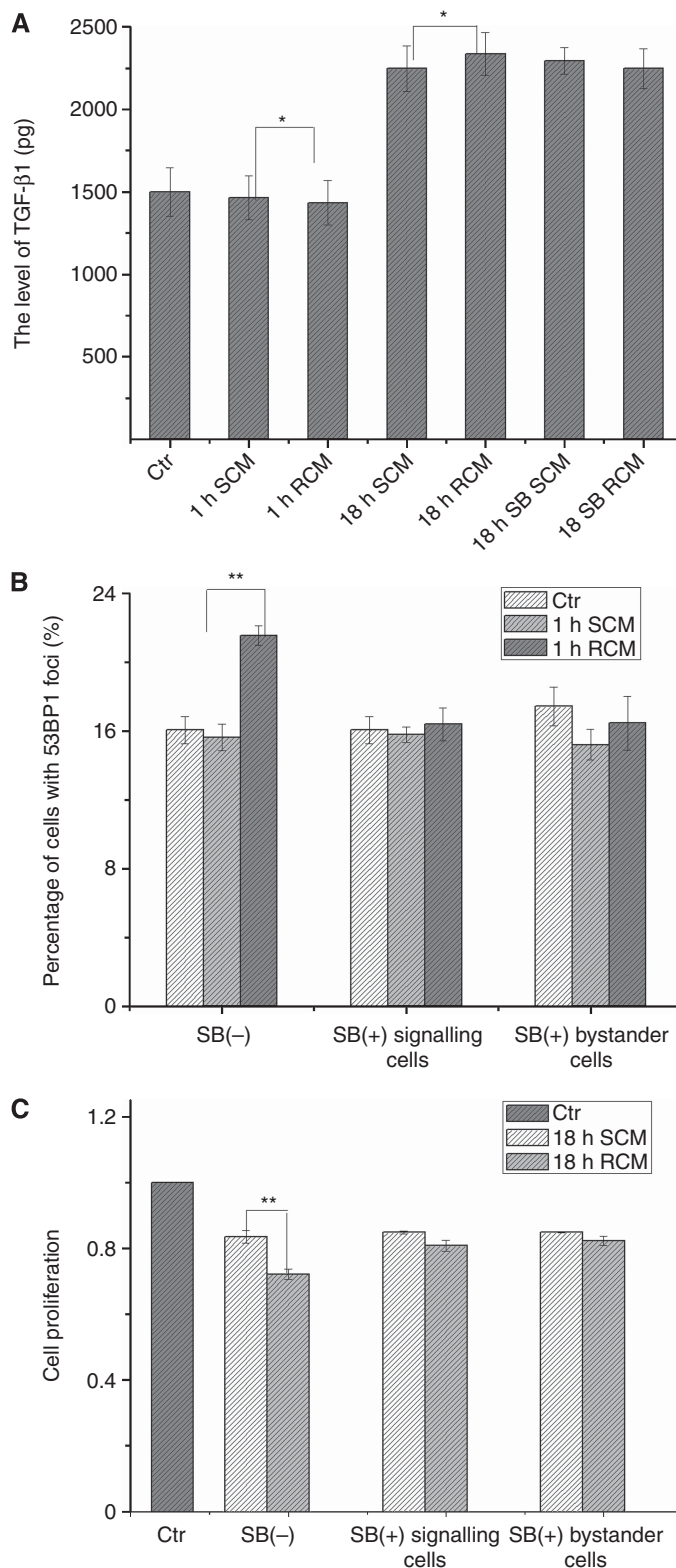 A
The level of TGF-β1 (pg)
2500
2000
1500
1000
500
*
*
Ctr
1 h SCM
1 h RCM
18 h SCM
18 h RCM
18 h SB SCM
18 SB RCM
B
Percentage of cells with 53BP1 foci (%)
24
16
8
0
**
Ctr
1 h SCM
1 h RCM
SB(–)
SB(+) signalling
cells
SB(+) bystander
cells
C
Cell proliferation
1.2
0.8
0.4
0
**
Ctr
18 h SCM
18 h RCM
Ctr
SB(–)
SB(+) signalling
cells
SB(+) bystander
cells